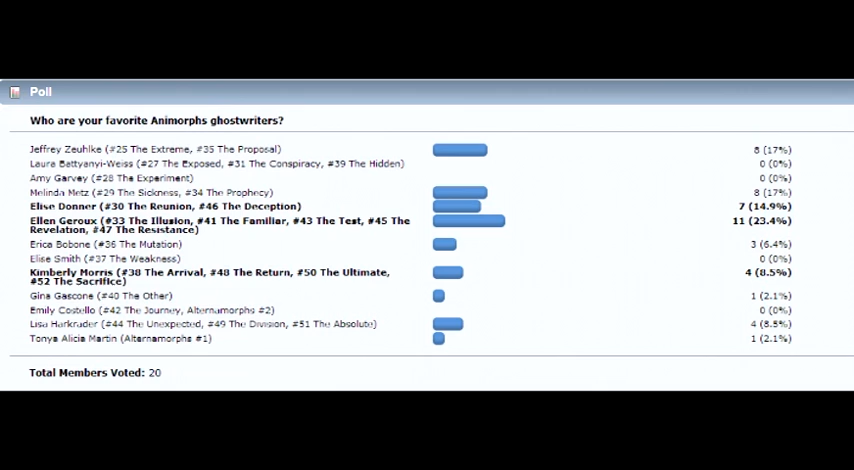 Poll
Who are your favorite Animorphs ghostwriters?
Jeffrey Zeuhlke (#25 The Extreme, #35 The Proposal) 8 (17%)
Laura Battyanyi-Weiss (#27 The Exposed, #31 The Conspiracy, #39 The Hidden) 0 (0%)
Amy Garvey (#28 The Experiment) 0 (0%)
Melinda Metz (#29 The Sickness, #34 The Prophecy) 8 (17%)
Elise Donner (#30 The Reunion, #46 The Deception) 7 (14.9%)
Ellen Geroux (#33 The Illusion, #41 The Familiar, #43 The Test, #45 The 11 (23.4%)
Revelation, #47 The Resistance)
Erica Bobone (#36 The Mutation) 3 (6.4%)
Elise Smith (#37 The Weakness) 0 (0%)
Kimberly Morris (#38 The Arrival, #48 The Return, #50 The Ultimate, 4 (8.5%)
#52 The Sacrifice)
Gina Gascone (#40 The Other) 1 (2.1%)
Emily Costello (#42 The Journey, Alternamorphs #2) 0 (0%)
Lisa Harkrader (#44 The Unexpected, #49 The Division, #51 The Absolute) 4 (8.5%)
Tonya Alicia Martin (Alternamorphs #1) 1 (2.1%)
Total Members Voted: 20